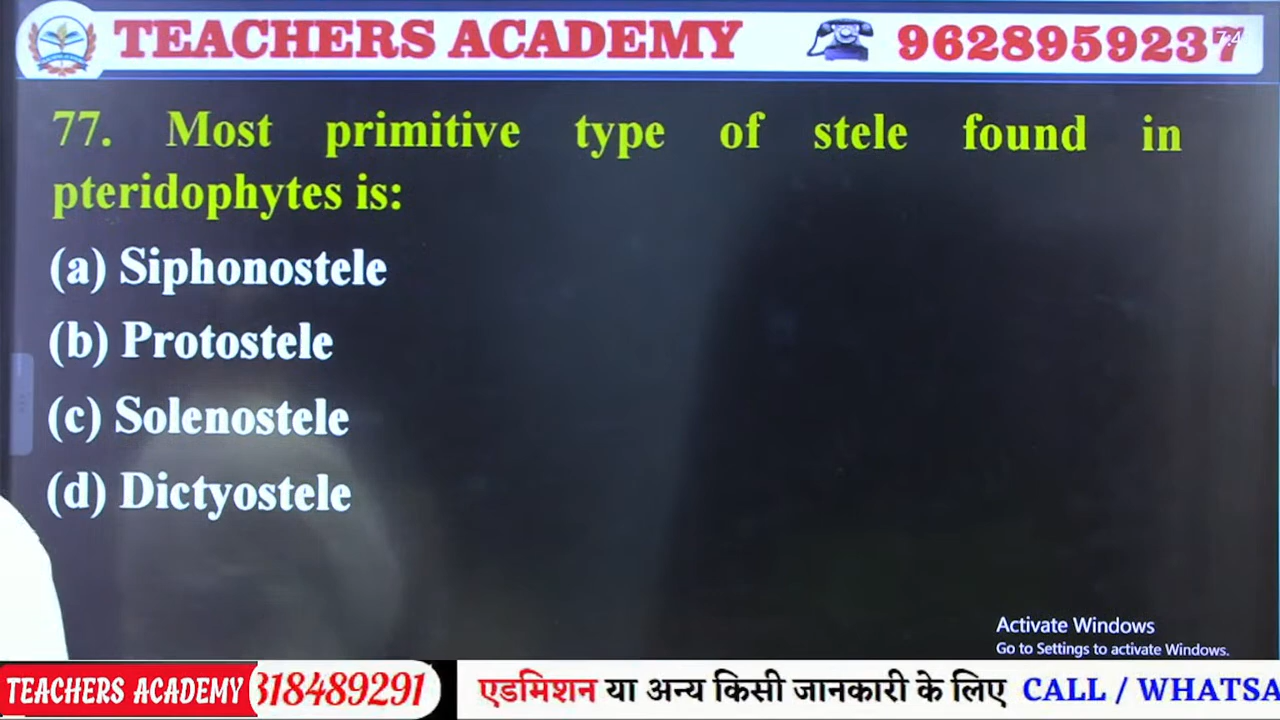 TEACHERS ACADEMY 9628959237
77. Most primitive type of stele found in
pteridophytes is:
(a) Siphonostele
(b) Protostele
(c) Solenostele
(d) Dictyostele
Activate Windows
Go to Settings to activate Windows.
TEACHERS ACADEMY 318489291 एडमिशन या अन्य किसी जानकारी के लिए CALL / WHATSA